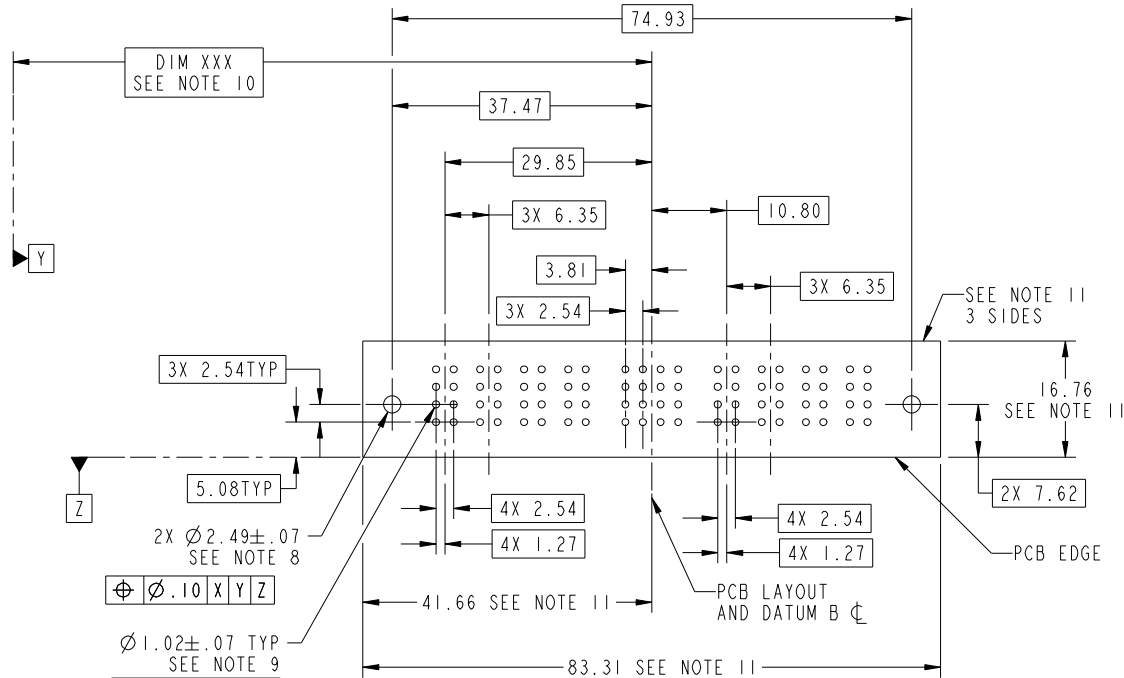 74.93
DIM XXX
SEE NOTE 10
37.47
29.85
10.80
3X 6.35
Y
3.81
3X 6.35
3X 2.54
SEE NOTE 11
3 SIDES
3X 2.54TYP
16.76
SEE NOTE 11
5.08TYP
Z
4X 2.54
4X 2.54
2X 7.62
2X Ø2.49±.07
SEE NOTE 8
4X 1.27
4X 1.27
PCB EDGE
⌖ Ø.10 X Y Z
41.66 SEE NOTE 11
PCB LAYOUT
AND DATUM B ℄
Ø1.02±.07 TYP
SEE NOTE 9
83.31 SEE NOTE 11